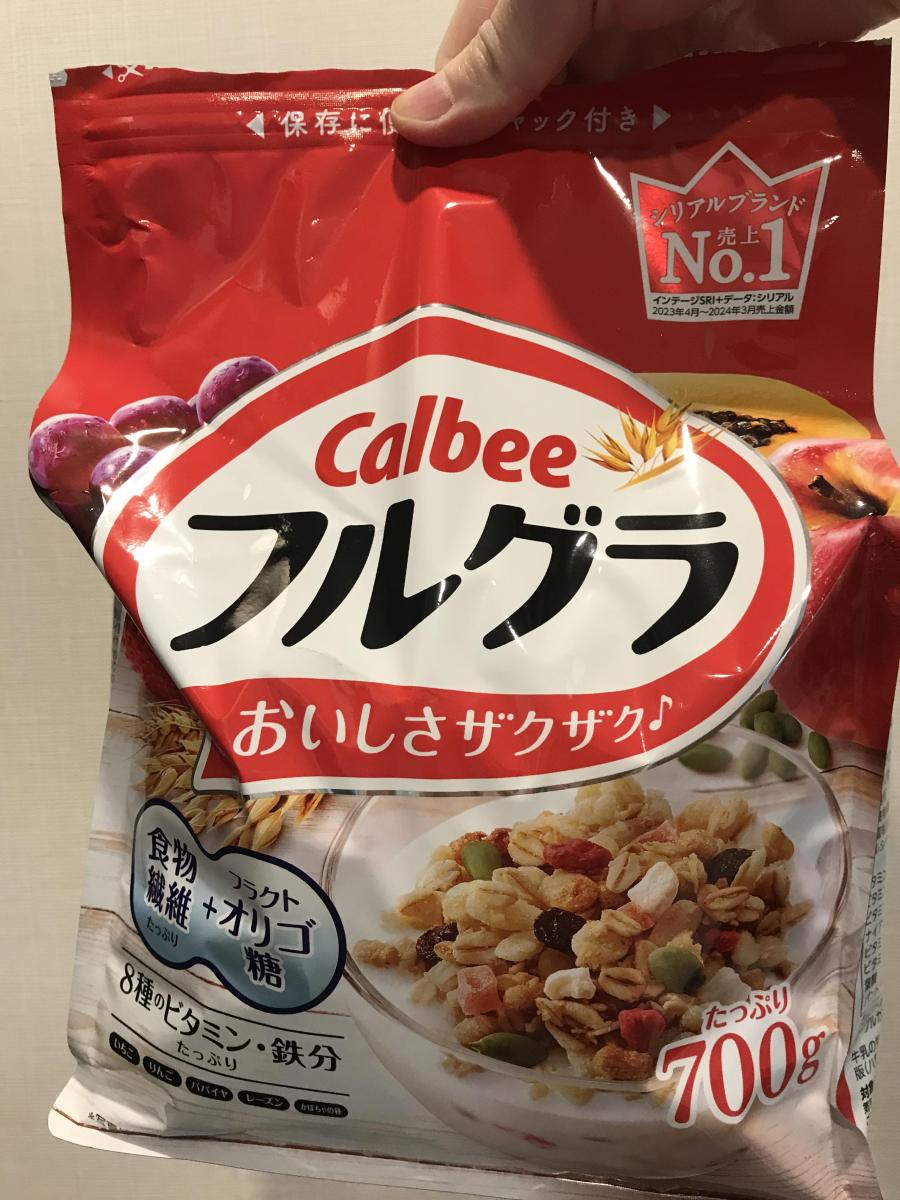 ◀ 保存に便 ャック付き ▶
シリアルブランド
売上
No.1
インテージSRI+データ:シリアル
2023年4月〜2024年3月売上金額
Calbee
フルグラ
おいしさザクザク♪
食物
繊維
たっぷり
+
フラクト
オリゴ
糖
8種のビタミン・鉄分
たっぷり
いちご
りんご
パパイヤ
レーズン
かぼちゃの種
たっぷり
700g